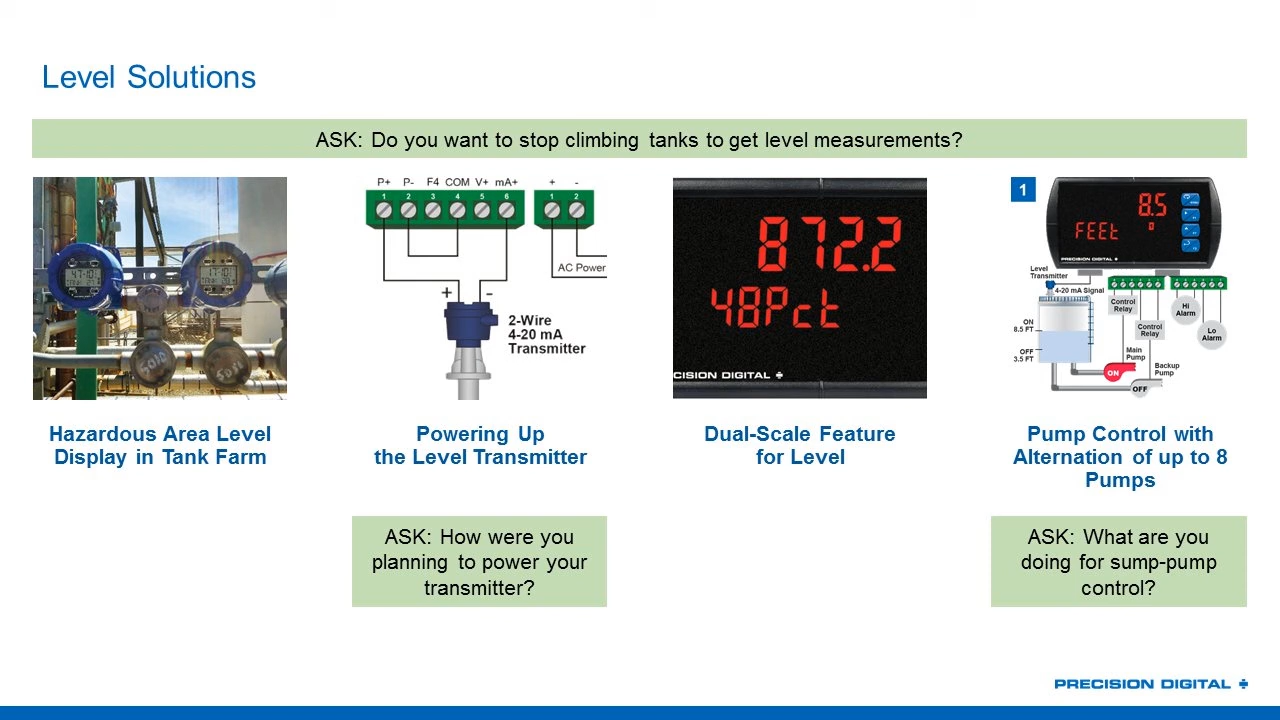 Level Solutions
ASK: Do you want to stop climbing tanks to get level measurements?
P+ P- F4 COM V+ mA+ + -
1 2 3 4 5 6 1 2
AC Power
+ -
2-Wire
4-20 mA
Transmitter
872.2
48Pct
CISION DIGITAL
1
8.5
FEEt
PRECISION DIGITAL
Level
Transmitter
4-20 mA Signal
Control
Relay
Hi
Alarm
Control
Relay
Lo
Alarm
ON
8.5 FT
OFF
3.5 FT
Main
Pump
ON
Backup
Pump
OFF
Hazardous Area Level
Display in Tank Farm
Powering Up
the Level Transmitter
Dual-Scale Feature
for Level
Pump Control with
Alternation of up to 8
Pumps
ASK: How were you
planning to power your
transmitter?
ASK: What are you
doing for sump-pump
control?
PRECISION DIGITAL